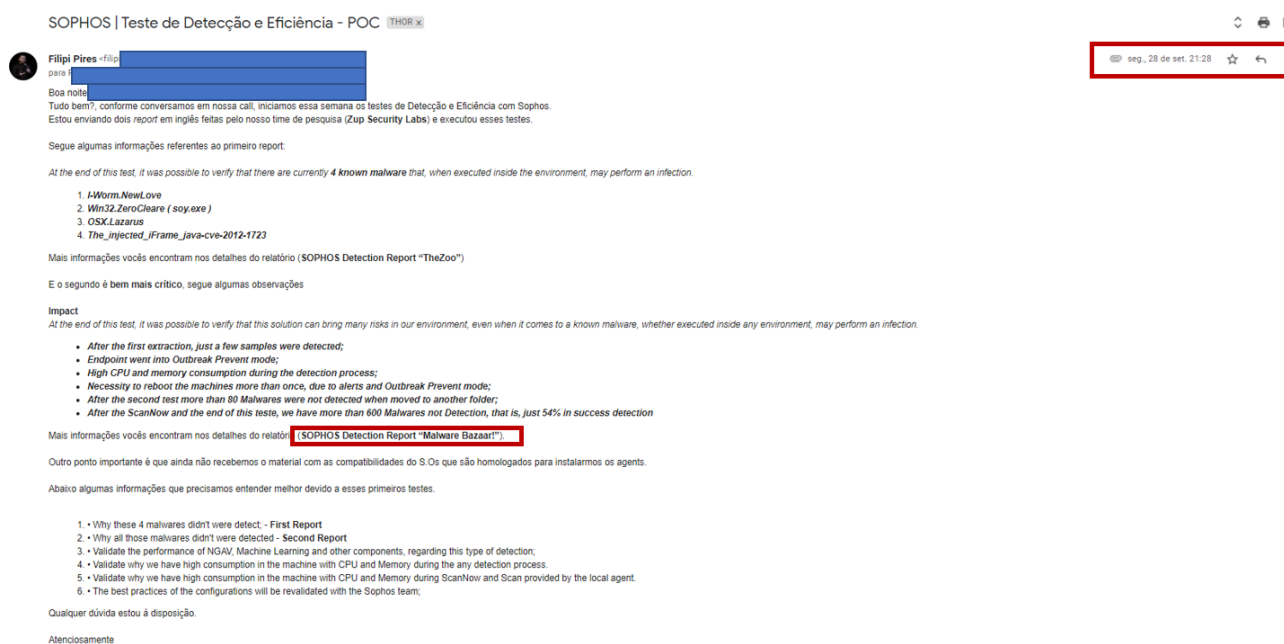 SOPHOS | Teste de Detecção e Eficiência - POC THOR x
Filipi Pires <filip
seg., 28 de set. 21:28
para
Boa noite
Tudo bem?, conforme conversamos em nossa call, iniciamos essa semana os testes de Detecção e Eficiência com Sophos.
Estou enviando dois report em inglês feitas pelo nosso time de pesquisa (Zup Security Labs) e executou esses testes.
Segue algumas informações referentes ao primeiro report:
At the end of this test, it was possible to verify that there are currently 4 known malware that, when executed inside the environment, may perform an infection.
1. I-Worm.NewLove
2. Win32.ZeroCleare ( soy.exe )
3. OSX.Lazarus
4. The_injected_iFrame_java-cve-2012-1723
Mais informações vocês encontram nos detalhes do relatório (SOPHOS Detection Report “TheZoo”)
E o segundo é bem mais crítico, segue algumas observações
Impact
At the end of this test, it was possible to verify that this solution can bring many risks in our environment, even when it comes to a known malware, whether executed inside any environment, may perform an infection.
• After the first extraction, just a few samples were detected;
• Endpoint went into Outbreak Prevent mode;
• High CPU and memory consumption during the detection process;
• Necessity to reboot the machines more than once, due to alerts and Outbreak Prevent mode;
• After the second test more than 80 Malwares were not detected when moved to another folder;
• After the ScanNow and the end of this teste, we have more than 600 Malwares not Detection, that is, just 54% in success detection
Mais informações vocês encontram nos detalhes do relatóri (SOPHOS Detection Report “Malware Bazaar!”).
Outro ponto importante é que ainda não recebemos o material com as compatibilidades do S.Os que são homologados para instalarmos os agents.
Abaixo algumas informações que precisamos entender melhor devido a esses primeiros testes.
1. • Why these 4 malwares didn't were detect; - First Report
2. • Why all those malwares didn't were detected - Second Report
3. • Validate the performance of NGAV, Machine Learning and other components, regarding this type of detection;
4. • Validate why we have high consumption in the machine with CPU and Memory during the any detection process.
5. • Validate why we have high consumption in the machine with CPU and Memory during ScanNow and Scan provided by the local agent.
6. • The best practices of the configurations will be revalidated with the Sophos team;
Qualquer dúvida estou á disposição.
Atenciosamente